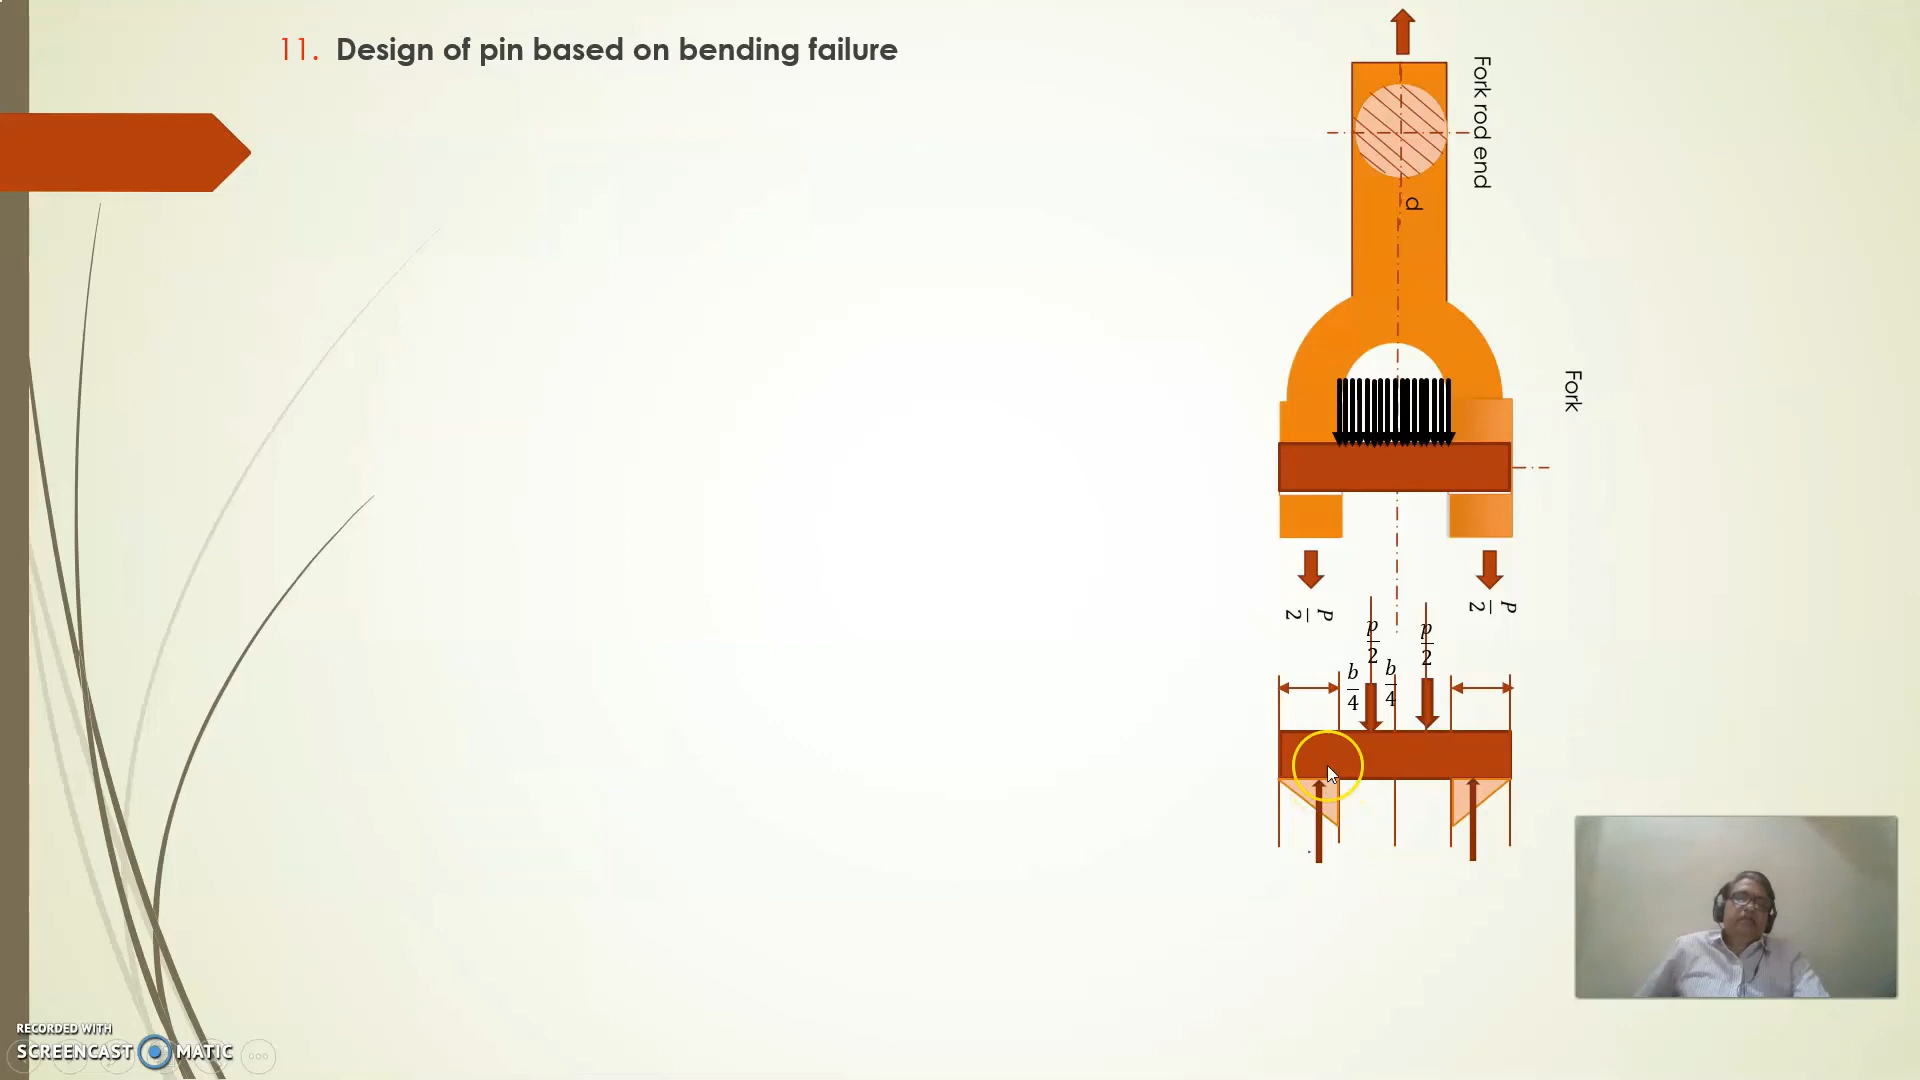 11. Design of pin based on bending failure
Fork rod end
d
Fork
P
2
P
2
p
2
p
2
b
4
b
4
RECORDED WITH
SCREENCAST MATIC